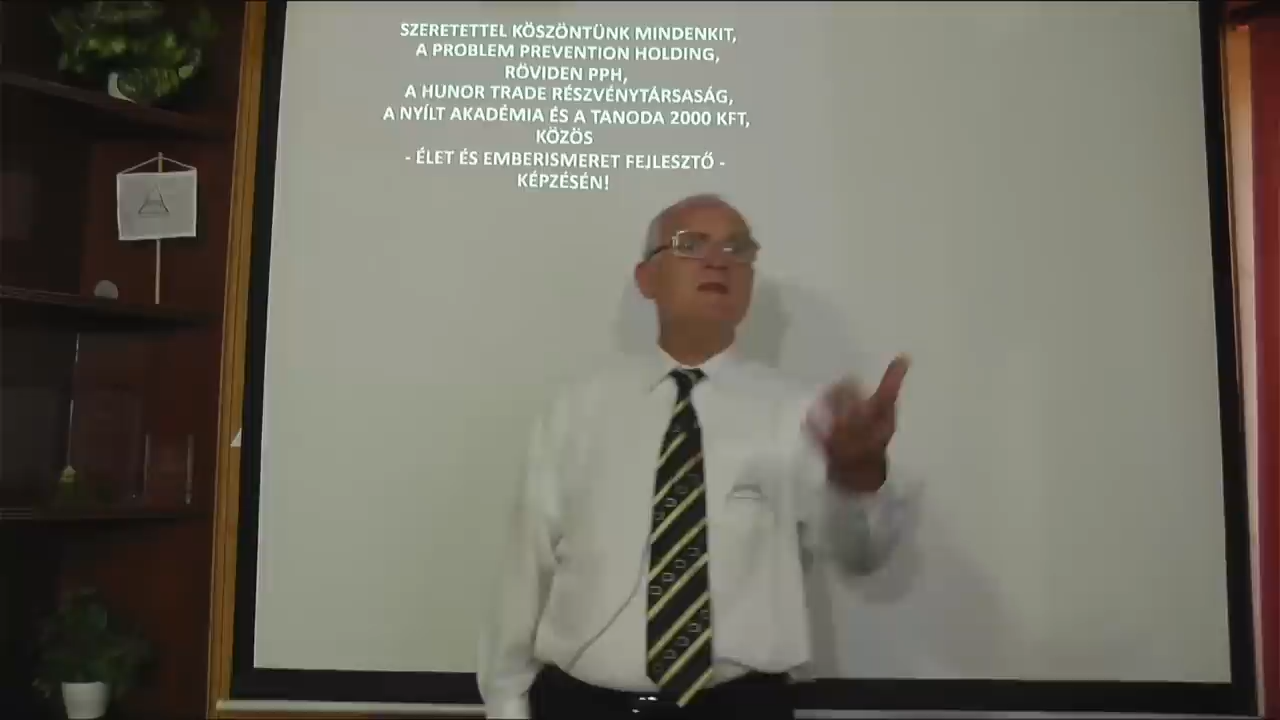 SZERETETTEL KÖSZÖNTÜNK MINDENKIT,
A PROBLEM PREVENTION HOLDING,
RÖVIDEN PPH,
A HUNOR TRADE RÉSZVÉNYTÁRSASÁG,
A NYÍLT AKADÉMIA ÉS A TANODA 2000 KFT,
KÖZÖS
- ÉLET ÉS EMBERISMERET FEJLESZTŐ -
KÉPZÉSÉN!